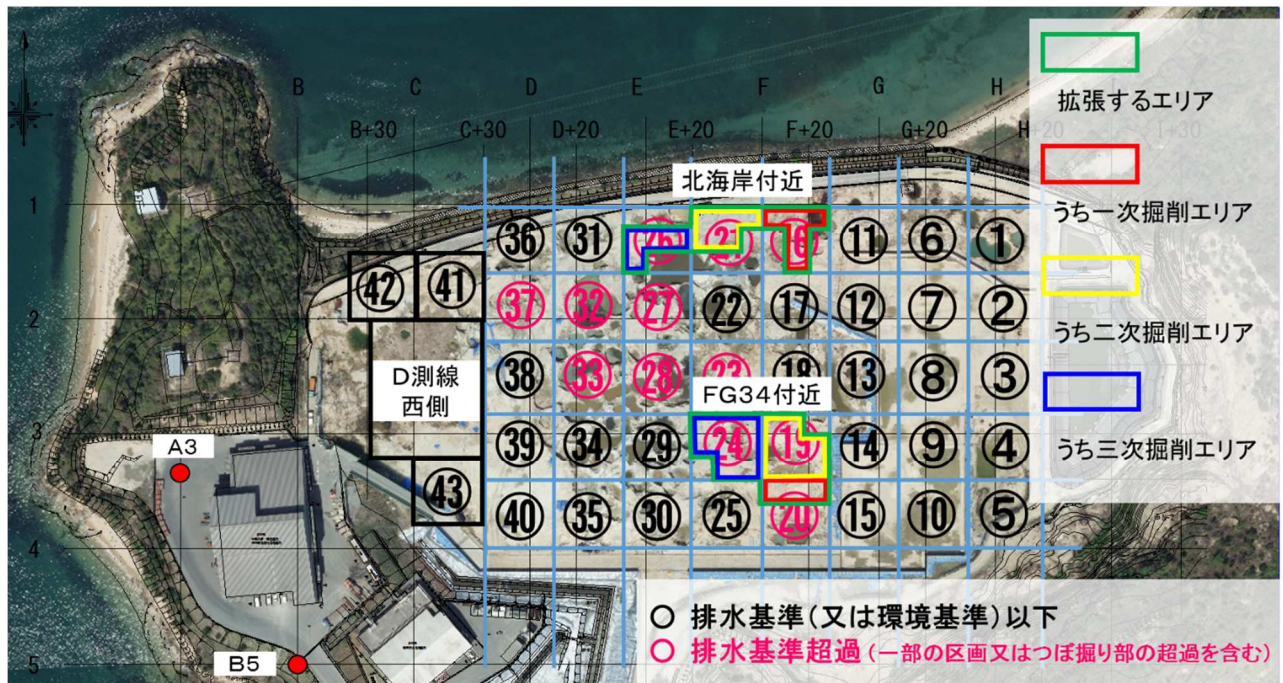 A B C D E F G H
B+30 C+30 D+20 E+20 F+20 G+20 H+20 I+30
拡張するエリア
うち一次掘削エリア
うち二次掘削エリア
うち三次掘削エリア
北海岸付近
1
㊱ ㉛ ㉖ ㉑ ⑯ ⑪ ⑥ ①
㊷ ㊶ ㊲ ㉜ ㉗ ㉒ ⑰ ⑫ ⑦ ②
2
D測線
西側
㊳ ㉝ ㉘ ㉓ ⑱ ⑬ ⑧ ③
FG34付近
3
A3
㊴ ㉞ ㉙ ㉔ ⑲ ⑭ ⑨ ④
㊸ ㊵ ㉟ ㉚ ㉕ ⑳ ⑮ ⑩ ⑤
4
B5
5
○ 排水基準(又は環境基準)以下
○ 排水基準超過(一部の区画又はつぼ掘り部の超過を含む)